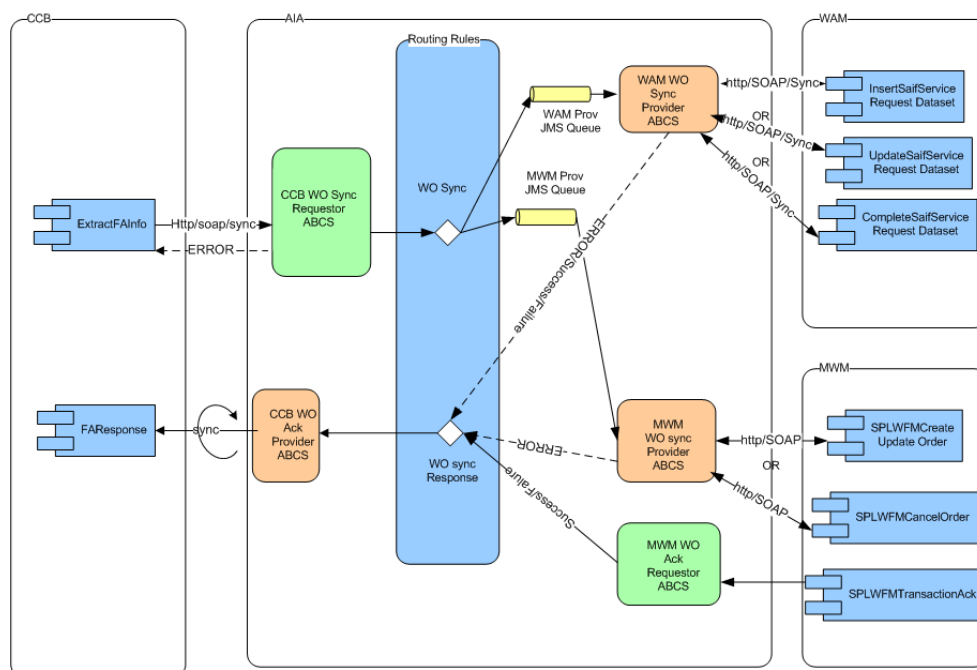 CCB
AIA
WAM
Routing Rules
WAM Prov
JMS Queue
WAM WO
Sync
Provider
ABCS
http/SOAP/Sync
InsertSaifService
Request Dataset
OR
http/SOAP/Sync
UpdateSaifService
Request Dataset
OR
http/SOAP/Sync
CompleteSaifService
Request Dataset
MWM Prov
JMS Queue
WO Sync
CCB WO Sync
Requestor
ABCS
ExtractFAInfo
Http/soap/sync
ERROR
ERROR/Success/Failure
MWM
FAResponse
sync
CCB WO
Ack
Provider
ABCS
WO sync
Response
ERROR
MWM
WO sync
Provider
ABCS
http/SOAP
SPLWFMCreate
Update Order
OR
http/SOAP
SPLWFMCancelOrder
Success/Failure
MWM WO
Ack
Requestor
ABCS
SPLWFMTransactionAck